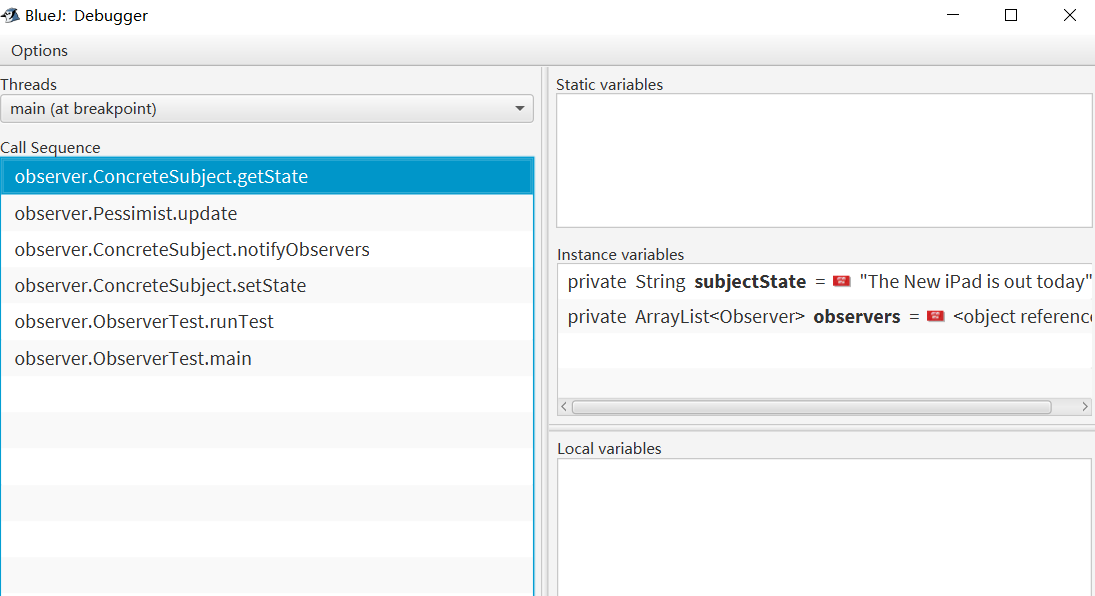 BlueJ: Debugger
Options
Threads
main (at breakpoint)
Call Sequence
observer.ConcreteSubject.getState
observer.Pessimist.update
observer.ConcreteSubject.notifyObservers
observer.ConcreteSubject.setState
observer.ObserverTest.runTest
observer.ObserverTest.main
Static variables
Instance variables
private String subjectState = "The New iPad is out today"
private ArrayList<Observer> observers = <object referenc
Local variables